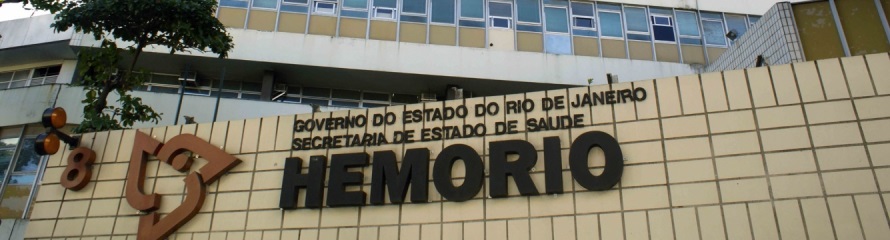 GOVERNO DO ESTADO DO RIO DE JANEIRO
SECRETARIA DE ESTADO DE SAUDE
8
HEMORIO